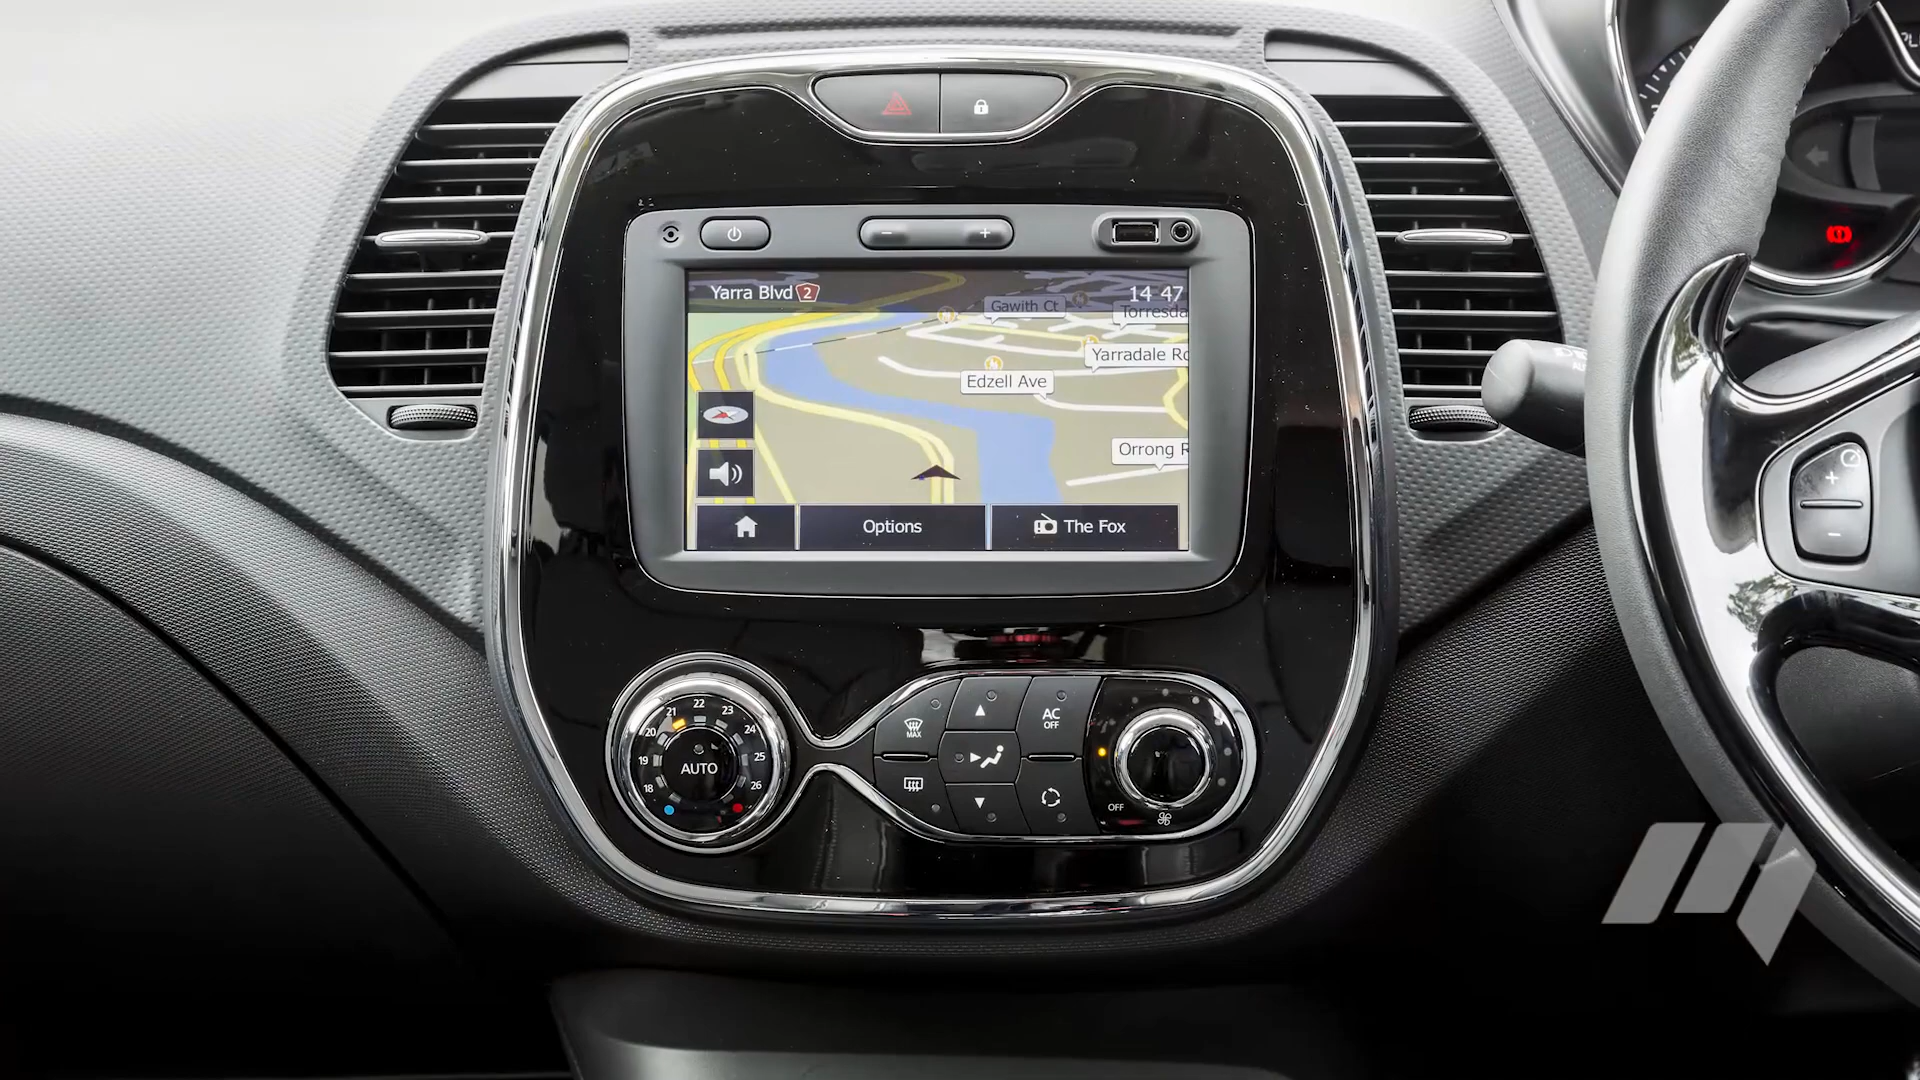 Yarra Blvd 2
14 47
Gawith Ct
Torresda
Yarradale Rd
Edzell Ave
Orrong R
Options
The Fox
18 19 20 21 22 23 24 25 26
AUTO
MAX
AC
OFF
OFF